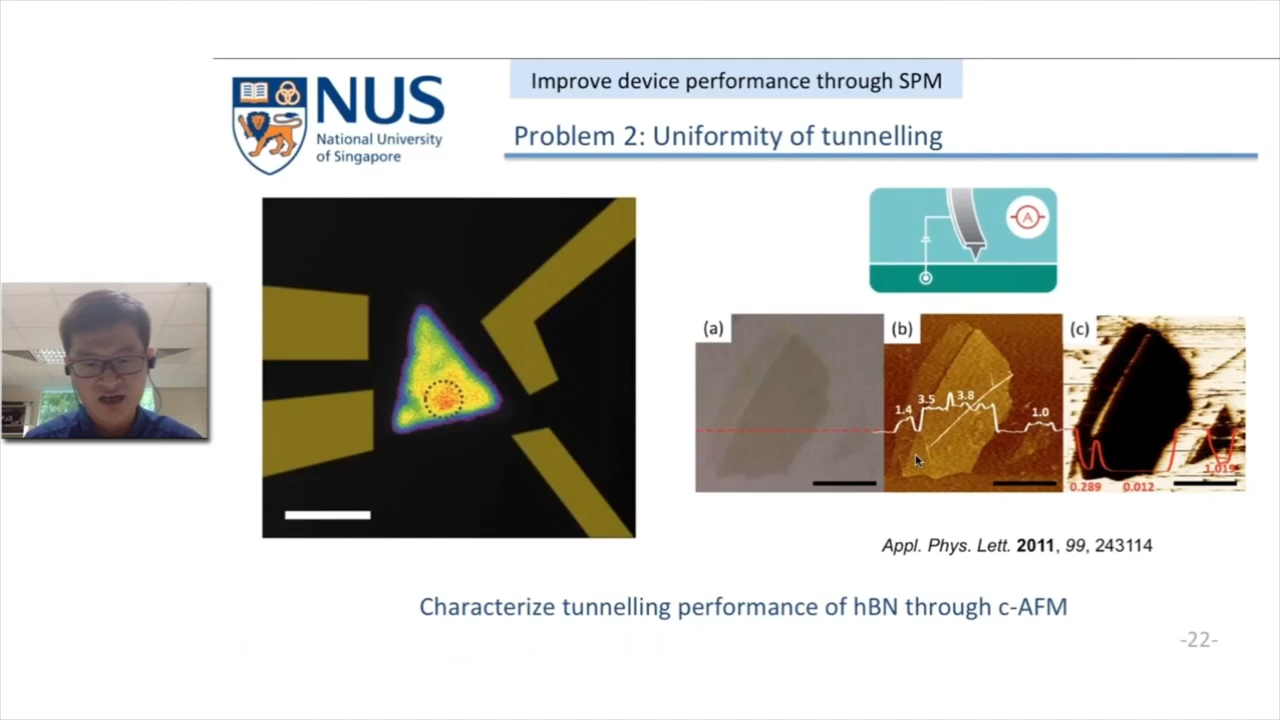 NUS
National University
of Singapore
Improve device performance through SPM
Problem 2: Uniformity of tunnelling
A
(a)
(b)
(c)
1.4
3.5
3.8
1.0
0.289
0.012
1.019
Appl. Phys. Lett. 2011, 99, 243114
Characterize tunnelling performance of hBN through c-AFM
-22-